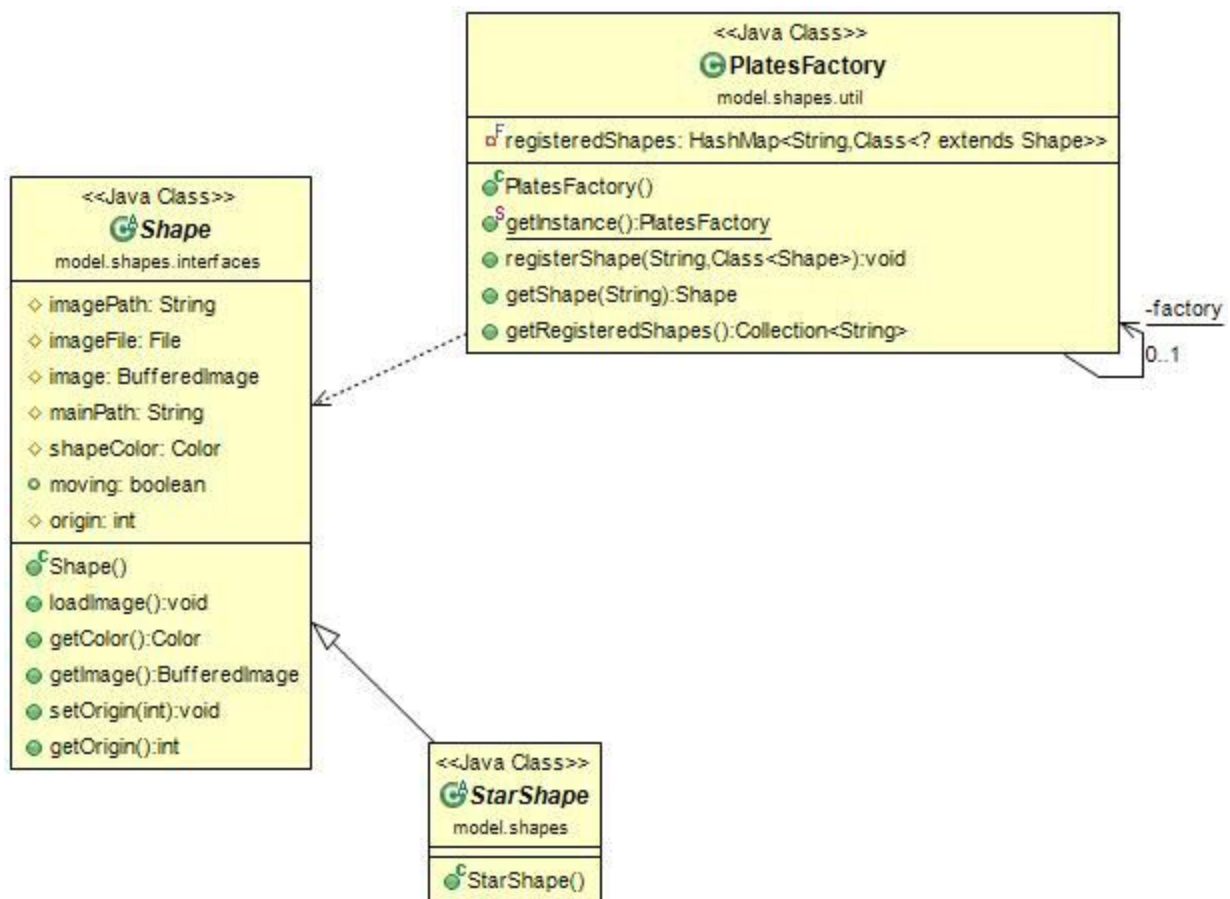 <<Java Class>>
PlatesFactory
model.shapes.util
registeredShapes: HashMap<String,Class<? extends Shape>>
PlatesFactory()
getInstance():PlatesFactory
registerShape(String,Class<Shape>):void
getShape(String):Shape
getRegisteredShapes():Collection<String>
-factory
0..1
<<Java Class>>
Shape
model.shapes.interfaces
imagePath: String
imageFile: File
image: BufferedImage
mainPath: String
shapeColor: Color
moving: boolean
origin: int
Shape()
loadImage():void
getColor():Color
getImage():BufferedImage
setOrigin(int):void
getOrigin():int
<<Java Class>>
StarShape
model.shapes
StarShape()